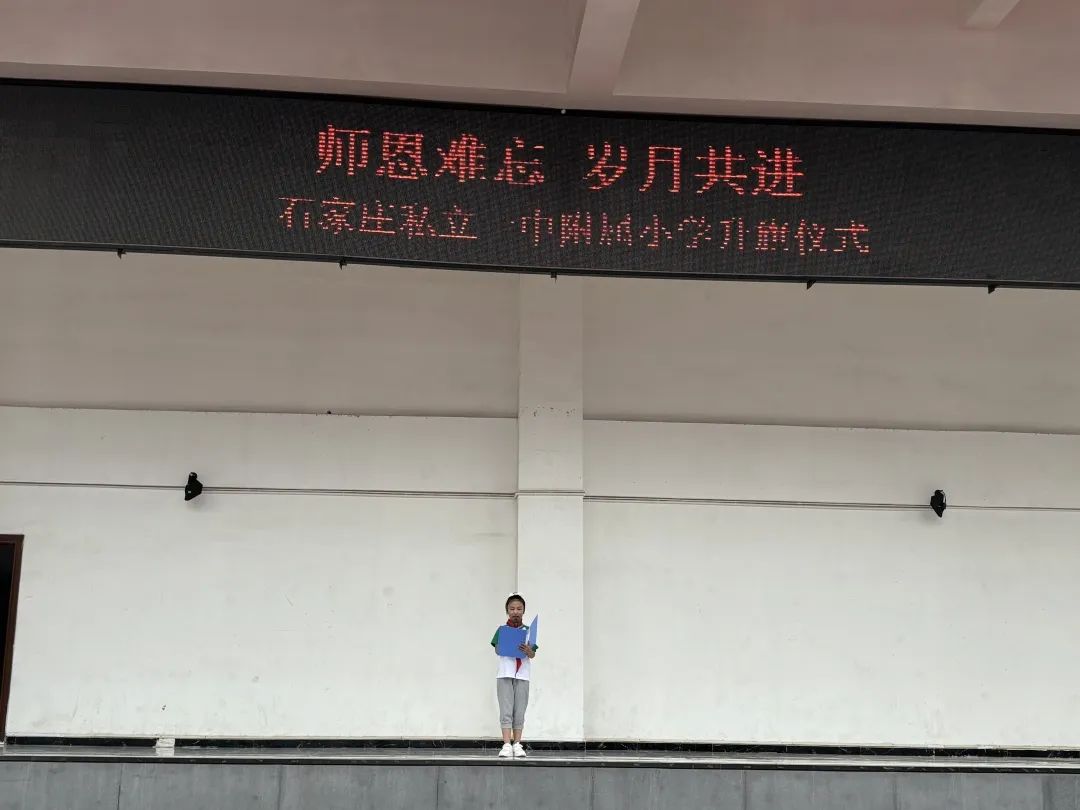 师恩难忘 岁月共进
石家庄私立一中附属小学升旗仪式